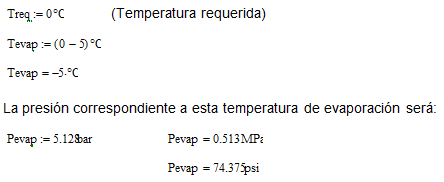 Treq := 0°C (Temperatura requerida)
Tevap := (0 − 5)°C
Tevap = −5·°C
La presión correspondiente a esta temperatura de evaporación será:
Pevap := 5.128bar Pevap = 0.513MPa
Pevap = 74.375psi